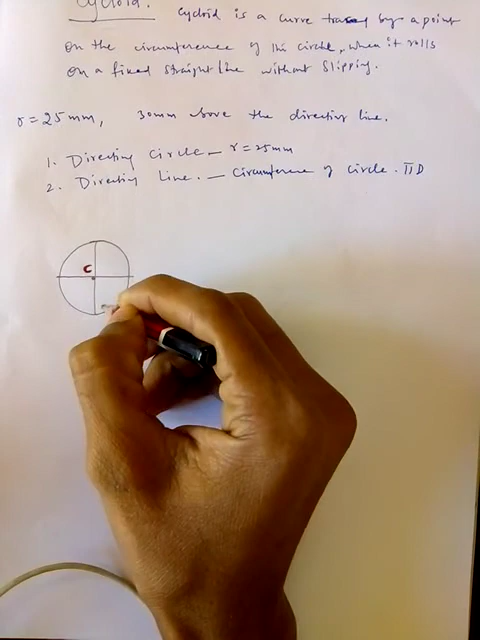 Cycloid.
Cycloid is a curve traced by a point
on the circumference of the circle, when it rolls
on a fixed straight line without slipping.
r = 25mm, 30mm above the directing line.
1. Directing Circle - r = 25mm
2. Directing Line. - Circumference of circle. ΠD
C